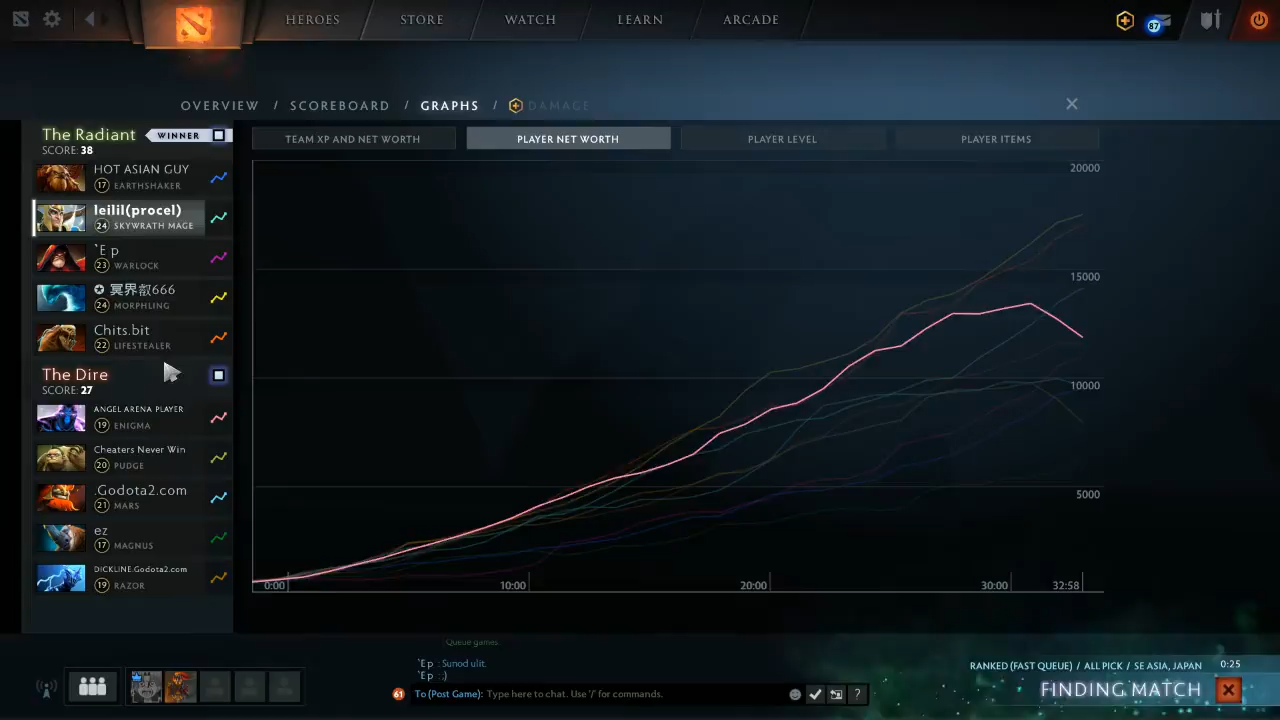 HEROES
STORE
WATCH
LEARN
ARCADE
87
OVERVIEW / SCOREBOARD / GRAPHS / DAMAGE
The Radiant
WINNER
SCORE: 38
TEAM XP AND NET WORTH
PLAYER NET WORTH
PLAYER LEVEL
PLAYER ITEMS
HOT ASIAN GUY
17 EARTHSHAKER
leilil(procel)
24 SKYWRATH MAGE
`E p
23 WARLOCK
冥界叡666
24 MORPHLING
Chits.bit
22 LIFESTEALER
The Dire
SCORE: 27
ANGEL ARENA PLAYER
19 ENIGMA
Cheaters Never Win
20 PUDGE
.Godota2.com
21 MARS
ez
17 MAGNUS
DICKLINE.Godota2.com
19 RAZOR
20000
15000
10000
5000
0:00
10:00
20:00
30:00
32:58
Queue games.
`E p : Sunod ulit.
`E p : ;)
61 To (Post Game): Type here to chat. Use '/' for commands.
?
RANKED (FAST QUEUE) / ALL PICK / SE ASIA, JAPAN 0:25
FINDING MATCH